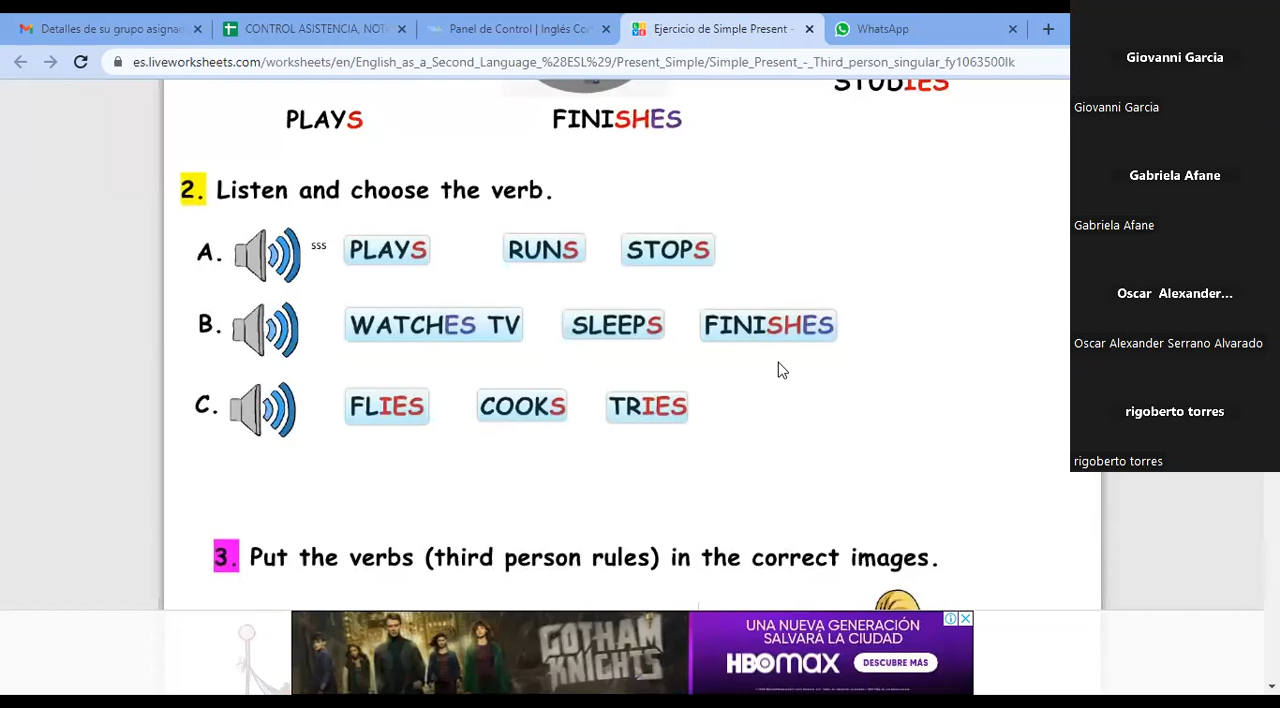 Detalles de su grupo asignad
CONTROL ASISTENCIA, NOT
Panel de Control | Inglés Co
Ejercicio de Simple Present -
WhatsApp
es.liveworksheets.com/worksheets/en/English_as_a_Second_Language_%28ESL%29/Present_Simple/Simple_Present_-_Third_person_singular_fy1063500lk
STUDIES
PLAYS
FINISHES
2. Listen and choose the verb.
A.
sss
PLAYS
RUNS
STOPS
B.
WATCHES TV
SLEEPS
FINISHES
C.
FLIES
COOKS
TRIES
3. Put the verbs (third person rules) in the correct images.
GOTHAM
KNIGHTS
UNA NUEVA GENERACIÓN
SALVARÁ LA CIUDAD
HBOMAX
DESCUBRE MÁS
Giovanni Garcia
Giovanni Garcia
Gabriela Afane
Gabriela Afane
Oscar Alexander...
Oscar Alexander Serrano Alvarado
rigoberto torres
rigoberto torres